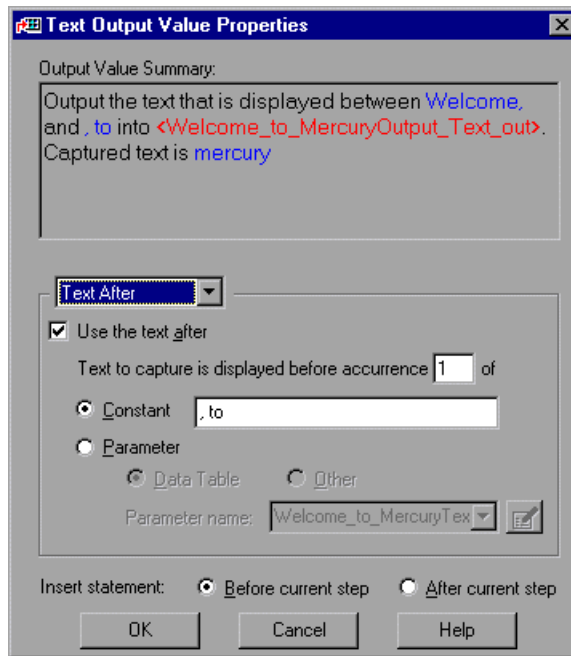 Text Output Value Properties
Output Value Summary:
Output the text that is displayed between Welcome,
and , to into <Welcome_to_MercuryOutput_Text_out>.
Captured text is mercury
Text After
Use the text after
Text to capture is displayed before accurrence 1 of
Constant , to
Parameter
Data Table Other
Parameter name: Welcome_to_MercuryTex
Insert statement: Before current step After current step
OK Cancel Help